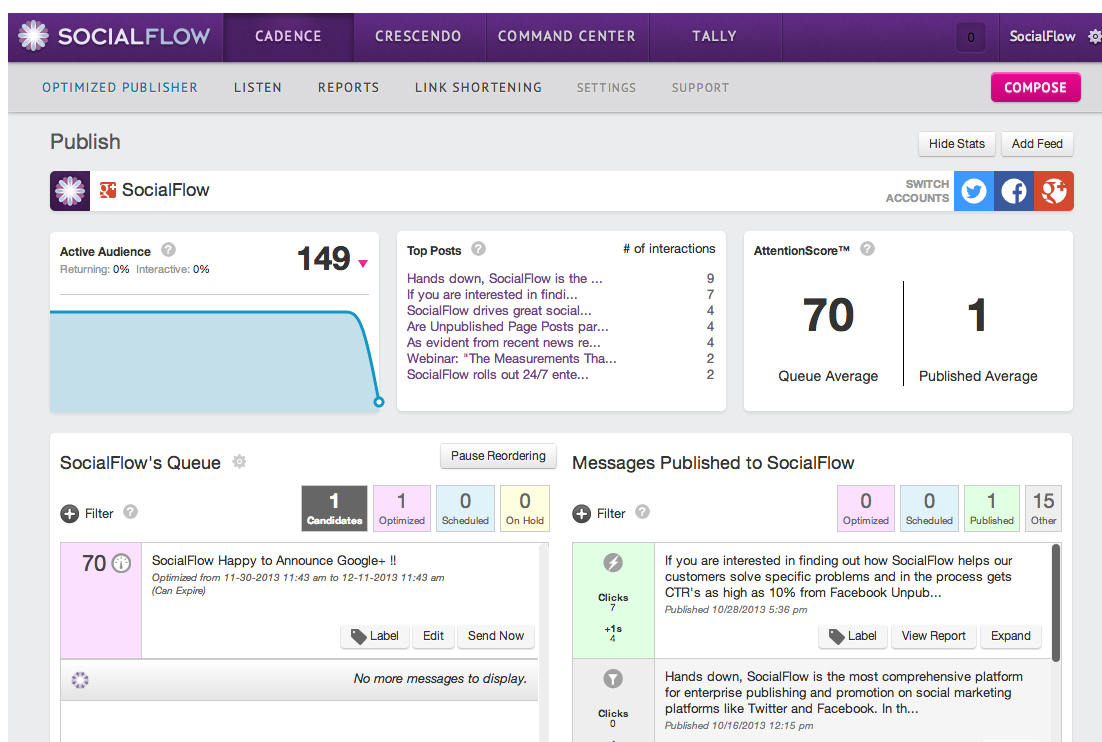 SOCIALFLOW CADENCE CRESCENDO COMMAND CENTER TALLY 0 SocialFlow
OPTIMIZED PUBLISHER LISTEN REPORTS LINK SHORTENING SETTINGS SUPPORT COMPOSE
Publish Hide Stats Add Feed
SocialFlow SWITCH ACCOUNTS
Active Audience ? 149
Returning: 0% Interactive: 0%
Top Posts ? # of interactions
Hands down, SocialFlow is the ... 9
If you are interested in findi... 7
SocialFlow drives great social... 4
Are Unpublished Page Posts par... 4
As evident from recent news re... 4
Webinar: "The Measurements Tha... 2
SocialFlow rolls out 24/7 ente... 2
AttentionScore™ ?
70 1
Queue Average Published Average
SocialFlow's Queue Pause Reordering
Filter ? 1 Candidates 1 Optimized 0 Scheduled 0 On Hold
70 SocialFlow Happy to Announce Google+ !!
Optimized from 11-30-2013 11:43 am to 12-11-2013 11:43 am
(Can Expire)
Label Edit Send Now
No more messages to display.
Messages Published to SocialFlow
Filter ? 0 Optimized 0 Scheduled 1 Published 15 Other
Clicks
7
+1s
4
If you are interested in finding out how SocialFlow helps our
customers solve specific problems and in the process gets
CTR's as high as 10% from Facebook Unpub...
Published 10/28/2013 5:36 pm
Label View Report Expand
Clicks
0
Hands down, SocialFlow is the most comprehensive platform
for enterprise publishing and promotion on social marketing
platforms like Twitter and Facebook. In th...
Published 10/16/2013 12:15 pm